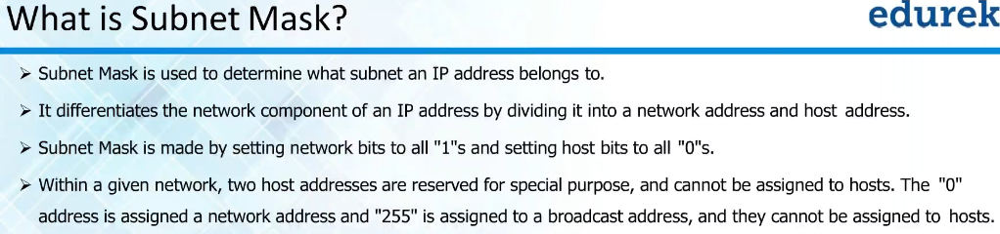 What is Subnet Mask?
edurek
➢ Subnet Mask is used to determine what subnet an IP address belongs to.
➢ It differentiates the network component of an IP address by dividing it into a network address and host address.
➢ Subnet Mask is made by setting network bits to all "1"s and setting host bits to all "0"s.
➢ Within a given network, two host addresses are reserved for special purpose, and cannot be assigned to hosts. The "0"
address is assigned a network address and "255" is assigned to a broadcast address, and they cannot be assigned to hosts.